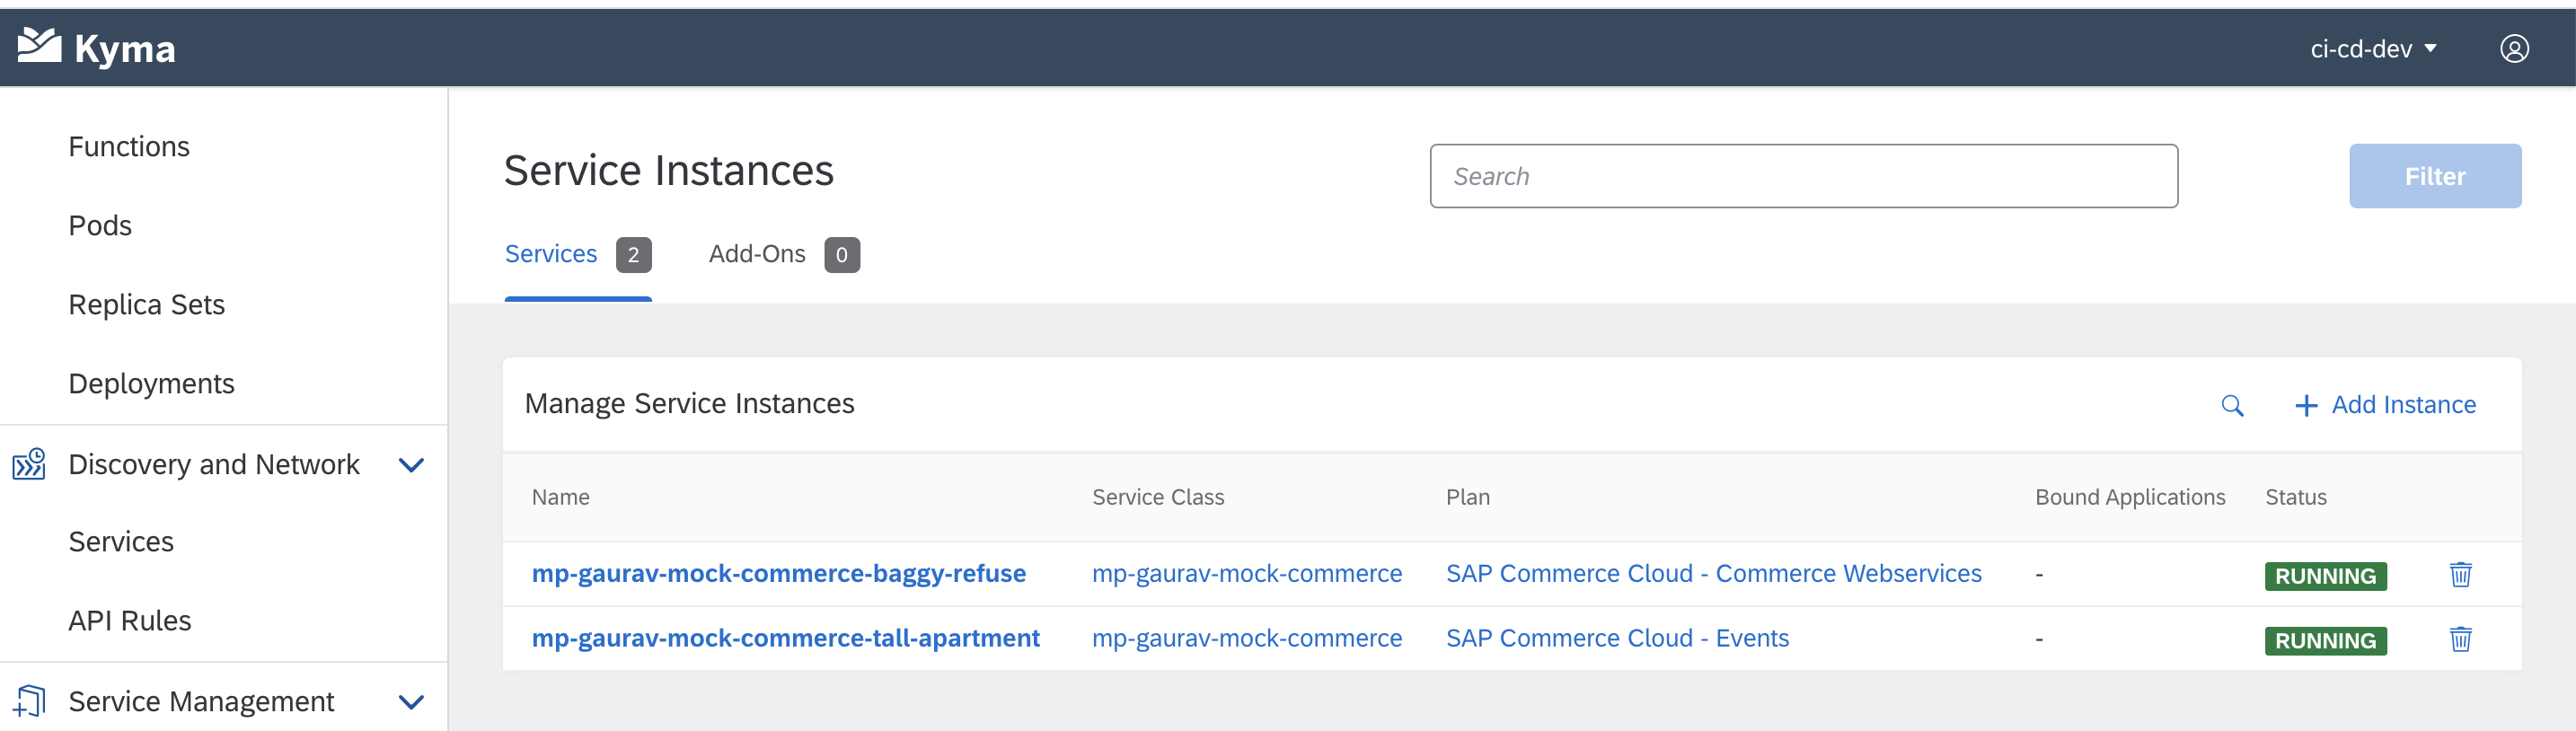 Kyma
ci-cd-dev
Functions
Pods
Replica Sets
Deployments
Discovery and Network
Services
API Rules
Service Management
Service Instances
Search
Filter
Services 2 Add-Ons 0
Manage Service Instances
Add Instance
Name Service Class Plan Bound Applications Status
mp-gaurav-mock-commerce-baggy-refuse mp-gaurav-mock-commerce SAP Commerce Cloud - Commerce Webservices - RUNNING
mp-gaurav-mock-commerce-tall-apartment mp-gaurav-mock-commerce SAP Commerce Cloud - Events - RUNNING